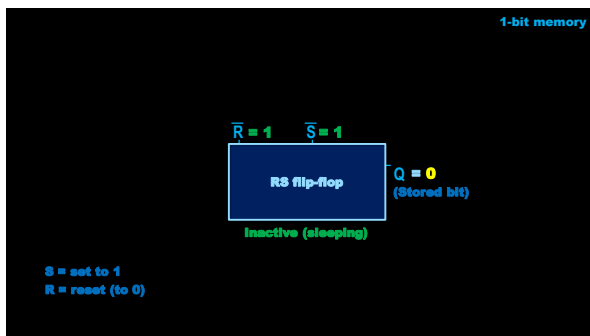 1-bit memory
R̅ = 1 S̅ = 1
RS flip-flop
Q = 0
(Stored bit)
Inactive (sleeping)
S = set to 1
R = reset (to 0)